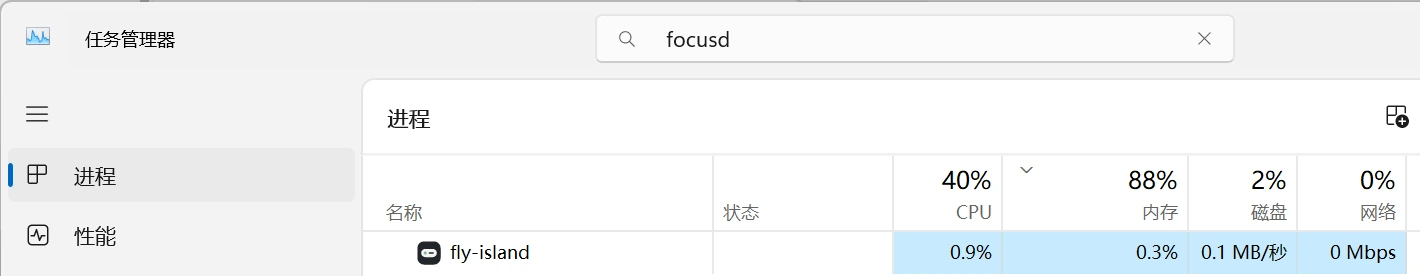 任务管理器
focusd
进程
进程
性能
40% 88% 2% 0%
名称 状态 CPU 内存 磁盘 网络
fly-island 0.9% 0.3% 0.1 MB/秒 0 Mbps